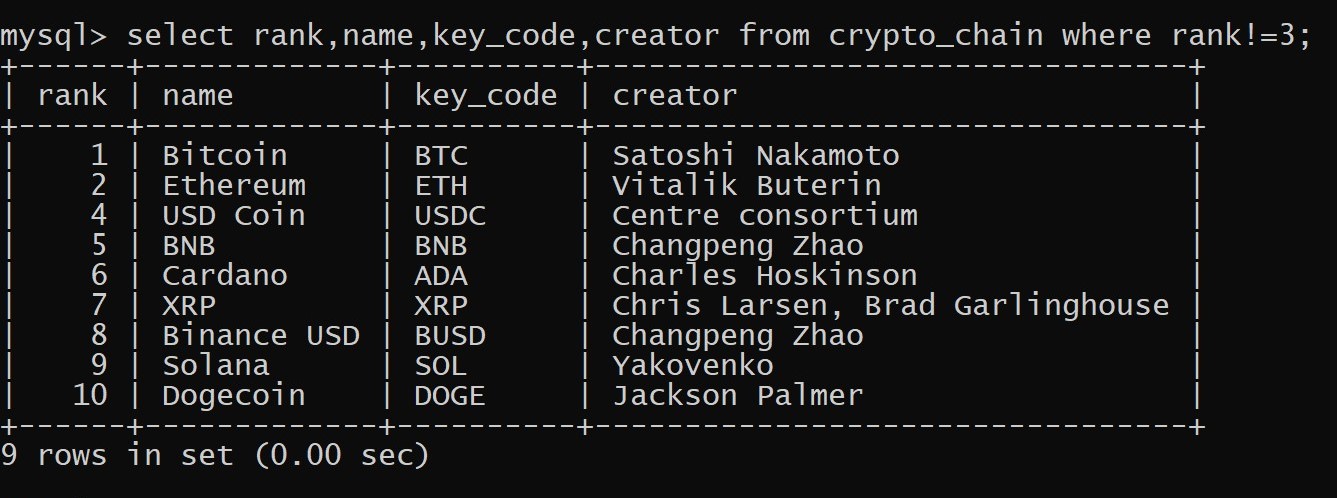 mysql> select rank,name,key_code,creator from crypto_chain where rank!=3;
+------+-------------+----------+---------------------------------+
| rank | name        | key_code | creator                         |
+------+-------------+----------+---------------------------------+
|    1 | Bitcoin     | BTC      | Satoshi Nakamoto                |
|    2 | Ethereum    | ETH      | Vitalik Buterin                 |
|    4 | USD Coin    | USDC     | Centre consortium               |
|    5 | BNB         | BNB      | Changpeng Zhao                  |
|    6 | Cardano     | ADA      | Charles Hoskinson               |
|    7 | XRP         | XRP      | Chris Larsen, Brad Garlinghouse |
|    8 | Binance USD | BUSD     | Changpeng Zhao                  |
|    9 | Solana      | SOL      | Yakovenko                       |
|   10 | Dogecoin    | DOGE     | Jackson Palmer                  |
+------+-------------+----------+---------------------------------+
9 rows in set (0.00 sec)